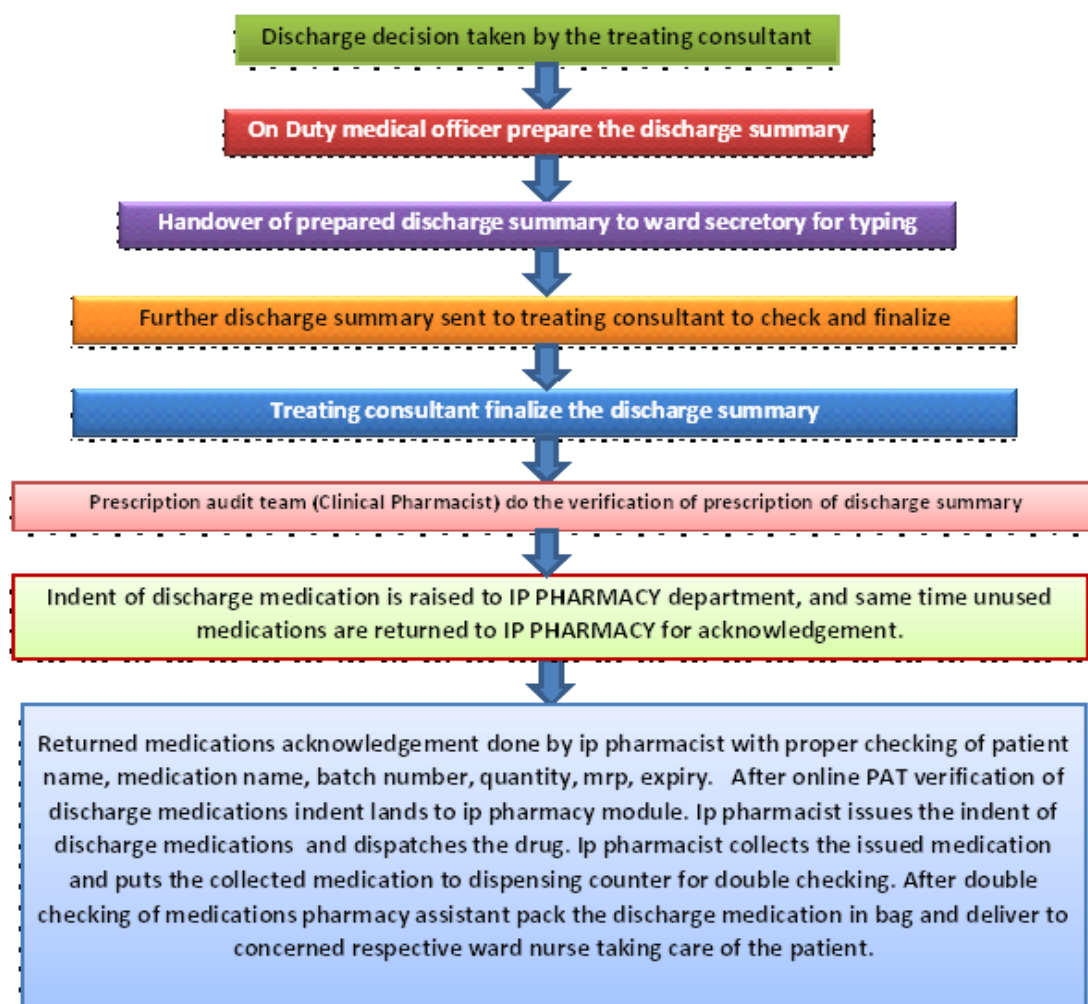 Discharge decision taken by the treating consultant
On Duty medical officer prepare the discharge summary
Handover of prepared discharge summary to ward secretory for typing
Further discharge summary sent to treating consultant to check and finalize
Treating consultant finalize the discharge summary
Prescription audit team (Clinical Pharmacist) do the verification of prescription of discharge summary
Indent of discharge medication is raised to IP PHARMACY department, and same time unused
medications are returned to IP PHARMACY for acknowledgement.
Returned medications acknowledgement done by ip pharmacist with proper checking of patient
name, medication name, batch number, quantity, mrp, expiry.   After online PAT verification of
discharge medications indent lands to ip pharmacy module. Ip pharmacist issues the indent of
discharge medications  and dispatches the drug. Ip pharmacist collects the issued medication
and puts the collected medication to dispensing counter for double checking. After double
checking of medications pharmacy assistant pack the discharge medication in bag and deliver to
concerned respective ward nurse taking care of the patient.